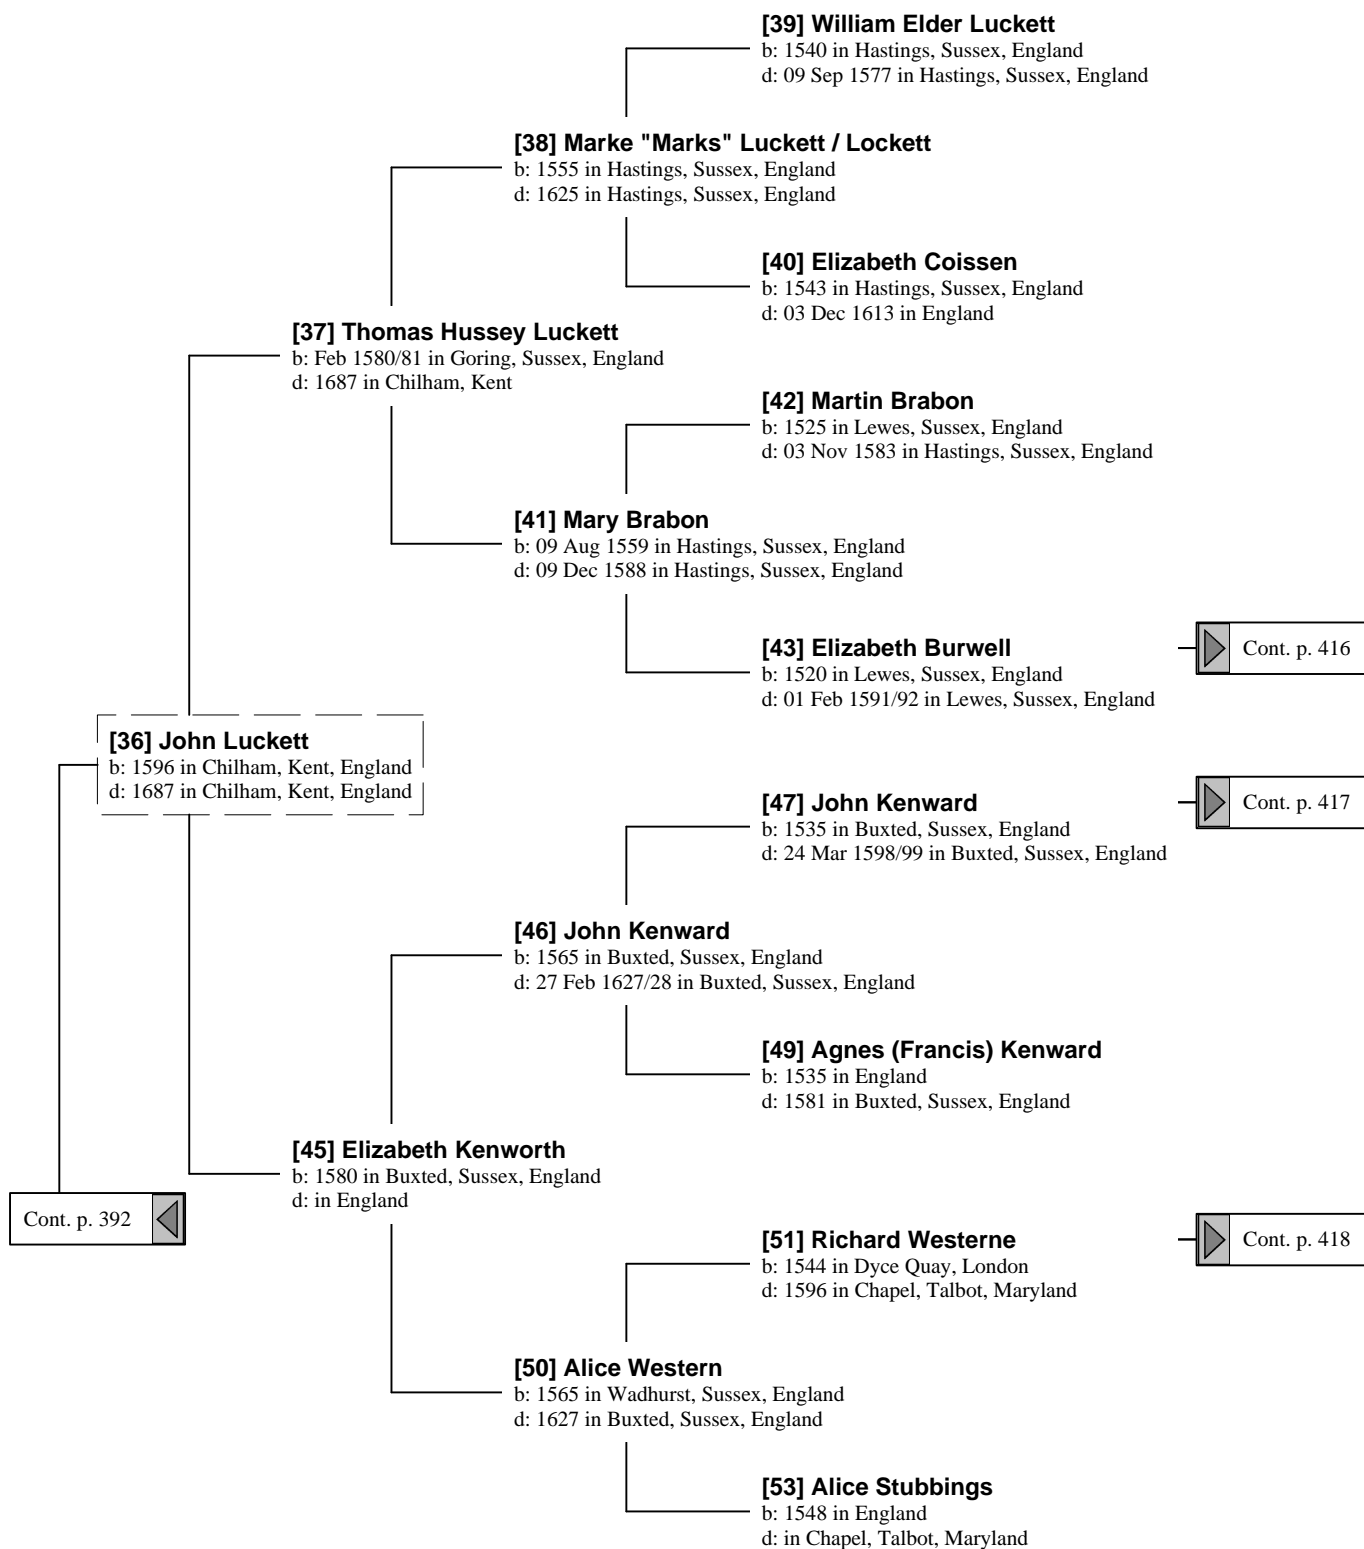 [39] William Elder Luckett
b: 1540 in Hastings, Sussex, England
d: 09 Sep 1577 in Hastings, Sussex, England
[38] Marke "Marks" Luckett / Lockett
b: 1555 in Hastings, Sussex, England
d: 1625 in Hastings, Sussex, England
[40] Elizabeth Coissen
b: 1543 in Hastings, Sussex, England
d: 03 Dec 1613 in England
[37] Thomas Hussey Luckett
b: Feb 1580/81 in Goring, Sussex, England
d: 1687 in Chilham, Kent
[42] Martin Brabon
b: 1525 in Lewes, Sussex, England
d: 03 Nov 1583 in Hastings, Sussex, England
[41] Mary Brabon
b: 09 Aug 1559 in Hastings, Sussex, England
d: 09 Dec 1588 in Hastings, Sussex, England
[43] Elizabeth Burwell
b: 1520 in Lewes, Sussex, England
d: 01 Feb 1591/92 in Lewes, Sussex, England
Cont. p. 416
[36] John Luckett
b: 1596 in Chilham, Kent, England
d: 1687 in Chilham, Kent, England
[47] John Kenward
b: 1535 in Buxted, Sussex, England
d: 24 Mar 1598/99 in Buxted, Sussex, England
Cont. p. 417
[46] John Kenward
b: 1565 in Buxted, Sussex, England
d: 27 Feb 1627/28 in Buxted, Sussex, England
[49] Agnes (Francis) Kenward
b: 1535 in England
d: 1581 in Buxted, Sussex, England
[45] Elizabeth Kenworth
b: 1580 in Buxted, Sussex, England
d: in England
Cont. p. 392
[51] Richard Westerne
b: 1544 in Dyce Quay, London
d: 1596 in Chapel, Talbot, Maryland
Cont. p. 418
[50] Alice Western
b: 1565 in Wadhurst, Sussex, England
d: 1627 in Buxted, Sussex, England
[53] Alice Stubbings
b: 1548 in England
d: in Chapel, Talbot, Maryland